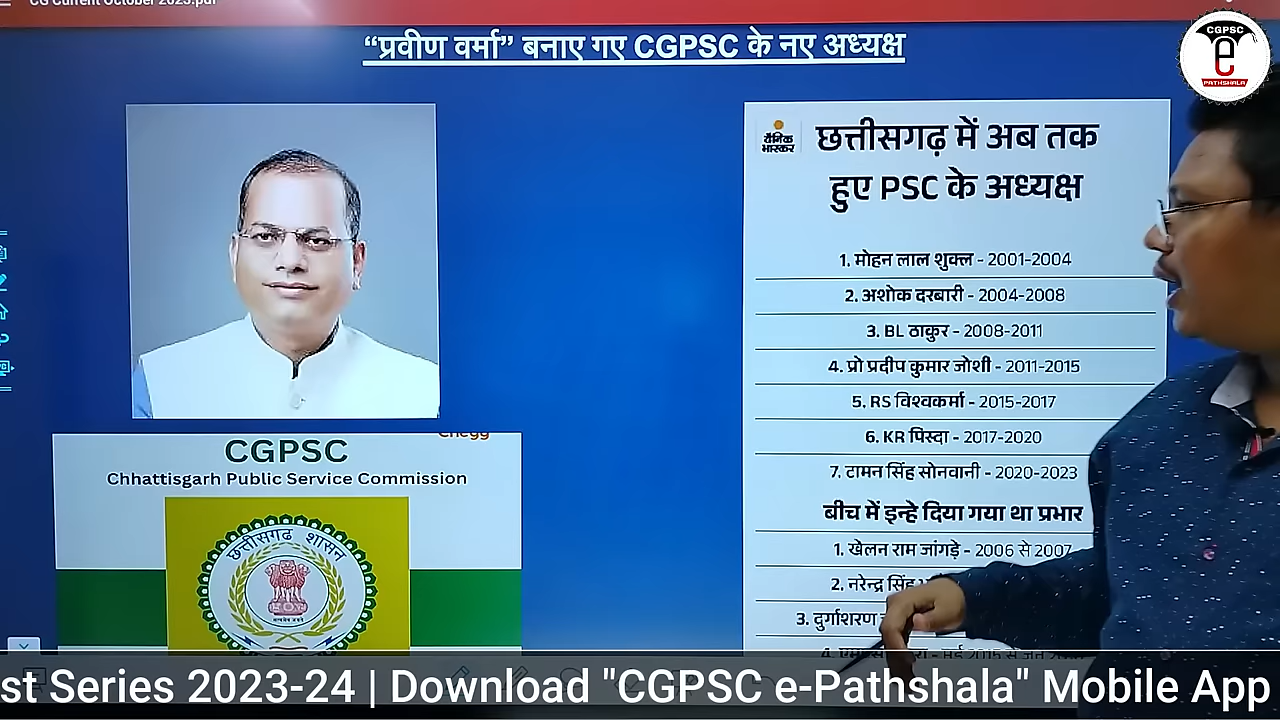 CG Current October 2023.pdf
“प्रवीण वर्मा” बनाए गए CGPSC के नए अध्यक्ष
CGPSC
e
PATHSHALA
दैनिक
भास्कर
छत्तीसगढ़ में अब तक
हुए PSC के अध्यक्ष
1. मोहन लाल शुक्ल - 2001-2004
2. अशोक दरबारी - 2004-2008
3. BL ठाकुर - 2008-2011
4. प्रो प्रदीप कुमार जोशी - 2011-2015
5. RS विश्वकर्मा - 2015-2017
6. KR पिस्दा - 2017-2020
7. टामन सिंह सोनवानी - 2020-2023
बीच में इन्हे दिया गया था प्रभार
1. खेलन राम जांगड़े - 2006 से 2007
2. नरेन्द्र सिंह
3. दुर्गाशरण
Chegg
CGPSC
Chhattisgarh Public Service Commission
छत्तीसगढ़ शासन
सत्यमेव जयते
st Series 2023-24 | Download "CGPSC e-Pathshala" Mobile App